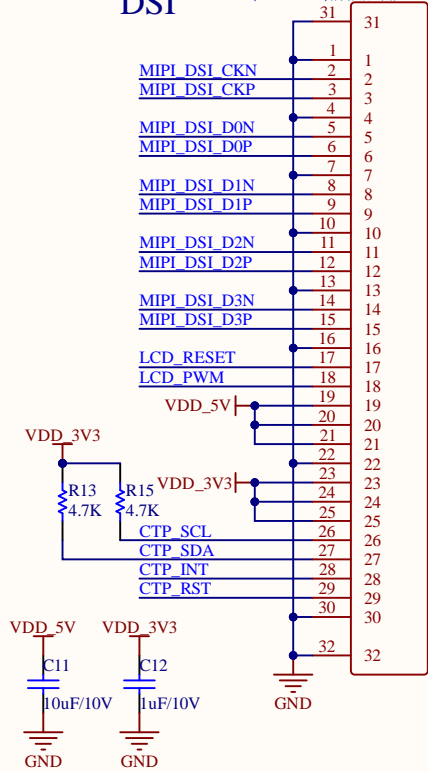 DSI
31 31
1 1
MIPI_DSI_CKN 2 2
MIPI_DSI_CKP 3 3
4 4
MIPI_DSI_D0N 5 5
MIPI_DSI_D0P 6 6
7 7
MIPI_DSI_D1N 8 8
MIPI_DSI_D1P 9 9
10 10
MIPI_DSI_D2N 11 11
MIPI_DSI_D2P 12 12
13 13
MIPI_DSI_D3N 14 14
MIPI_DSI_D3P 15 15
16 16
LCD_RESET 17 17
LCD_PWM 18 18
VDD_5V 19 19
20 20
21 21
22 22
VDD_3V3
VDD_3V3 23 23
24 24
25 25
R13 4.7K
R15 4.7K
CTP_SCL 26 26
CTP_SDA 27 27
CTP_INT 28 28
CTP_RST 29 29
30 30
32 32
GND
VDD_5V VDD_3V3
C11 C12
10uF/10V 1uF/10V
GND GND